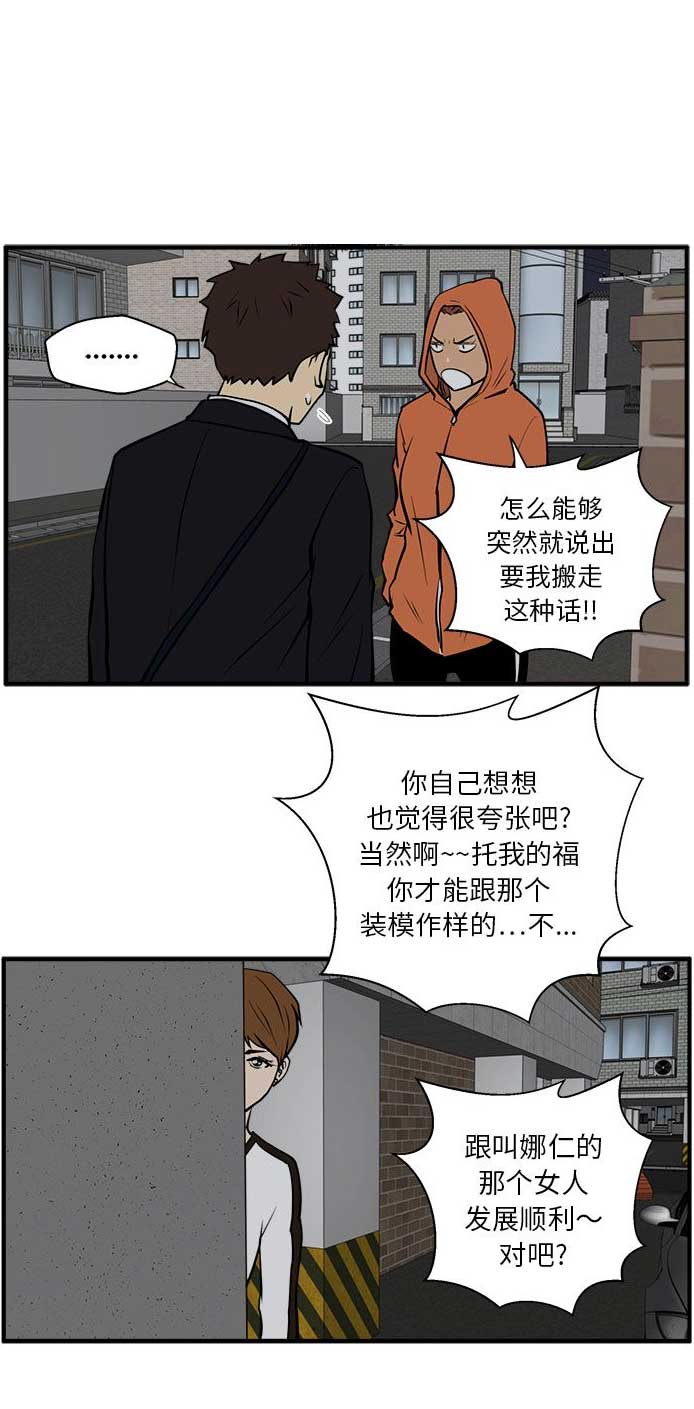 .......
怎么能够
突然就说出
要我搬走
这种话!!
你自己想想
也觉得很夸张吧?
当然啊~~托我的福
你才能跟那个
装模作样的...不...
跟叫娜仁的
那个女人
发展顺利～
对吧?